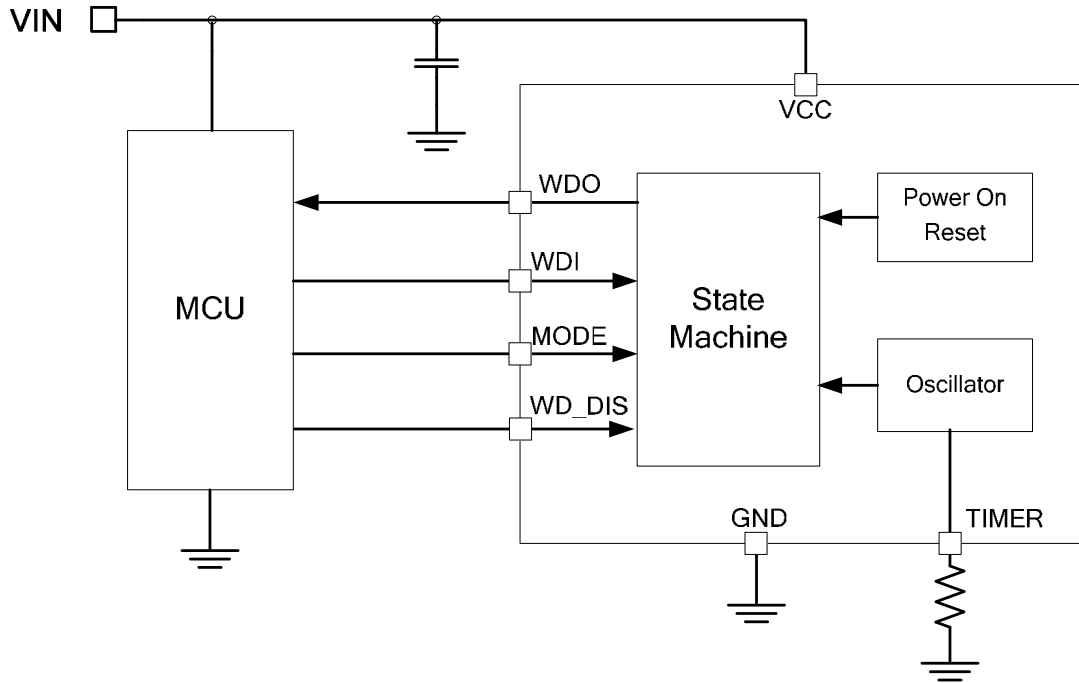 VIN
VCC
WDO
Power On
Reset
WDI
MCU
State
Machine
MODE
Oscillator
WD_DIS
GND
TIMER